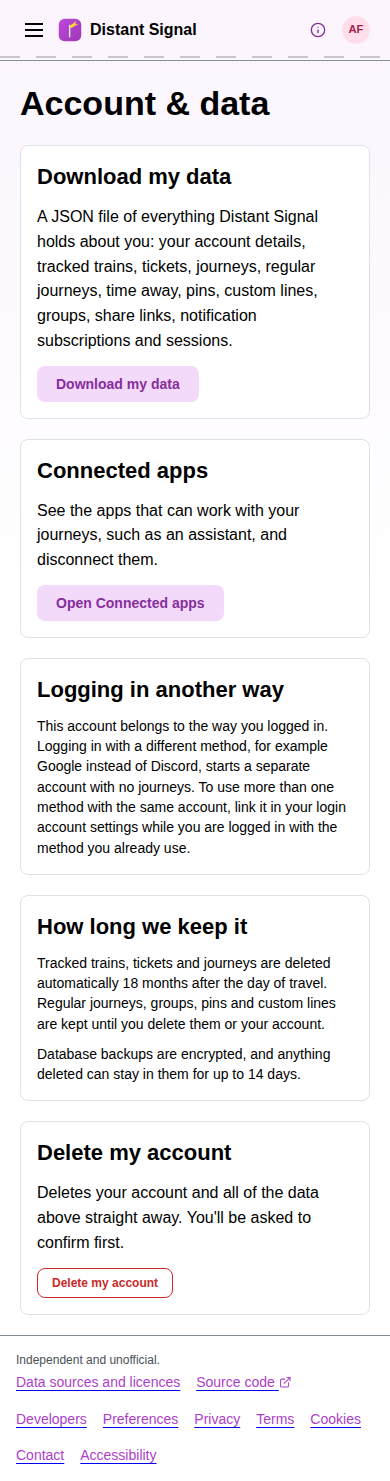 Distant Signal
AF
Account & data
Download my data
A JSON file of everything Distant Signal
holds about you: your account details,
tracked trains, tickets, journeys, regular
journeys, time away, pins, custom lines,
groups, share links, notification
subscriptions and sessions.
Download my data
Connected apps
See the apps that can work with your
journeys, such as an assistant, and
disconnect them.
Open Connected apps
Logging in another way
This account belongs to the way you logged in.
Logging in with a different method, for example
Google instead of Discord, starts a separate
account with no journeys. To use more than one
method with the same account, link it in your login
account settings while you are logged in with the
method you already use.
How long we keep it
Tracked trains, tickets and journeys are deleted
automatically 18 months after the day of travel.
Regular journeys, groups, pins and custom lines
are kept until you delete them or your account.
Database backups are encrypted, and anything
deleted can stay in them for up to 14 days.
Delete my account
Deletes your account and all of the data
above straight away. You'll be asked to
confirm first.
Delete my account
Independent and unofficial.
Data sources and licences Source code
Developers Preferences Privacy Terms Cookies
Contact Accessibility